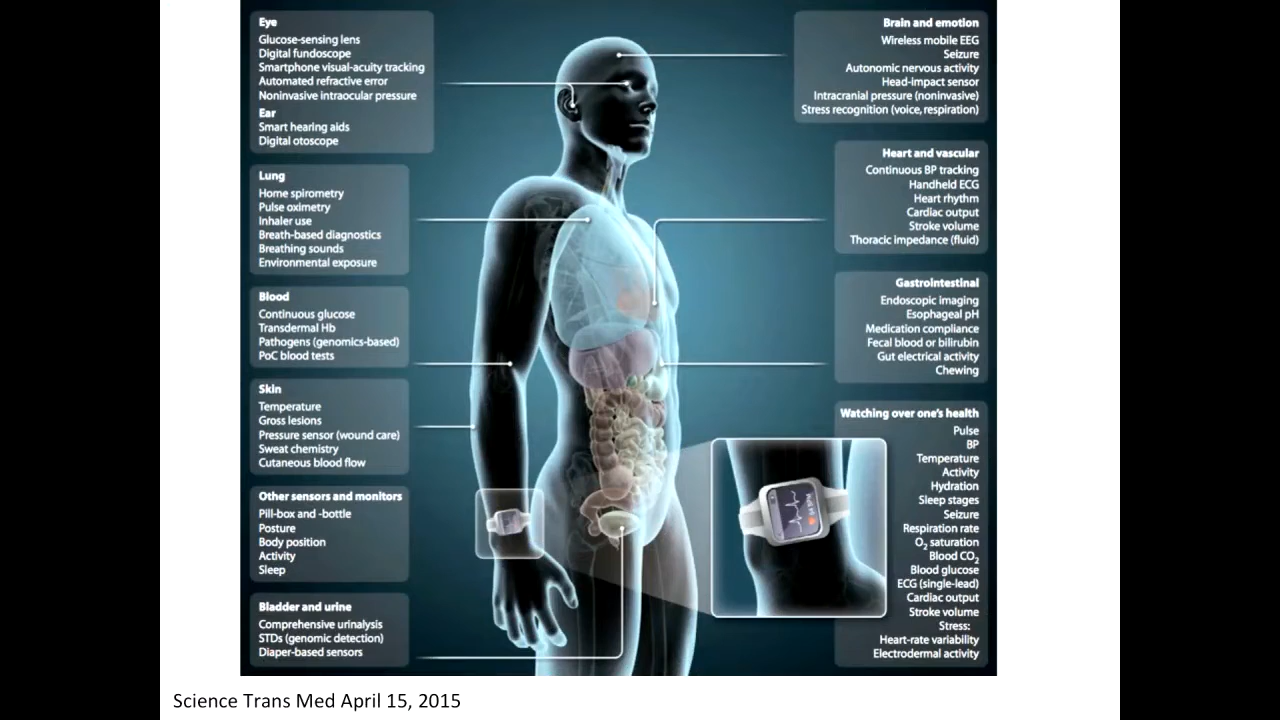 Eye
Glucose-sensing lens
Digital fundoscope
Smartphone visual-acuity tracking
Automated refractive error
Noninvasive intraocular pressure
Ear
Smart hearing aids
Digital otoscope
Lung
Home spirometry
Pulse oximetry
Inhaler use
Breath-based diagnostics
Breathing sounds
Environmental exposure
Blood
Continuous glucose
Transdermal Hb
Pathogens (genomics-based)
PoC blood tests
Skin
Temperature
Gross lesions
Pressure sensor (wound care)
Sweat chemistry
Cutaneous blood flow
Other sensors and monitors
Pill-box and -bottle
Posture
Body position
Activity
Sleep
Bladder and urine
Comprehensive urinalysis
STDs (genomic detection)
Diaper-based sensors
Brain and emotion
Wireless mobile EEG
Seizure
Autonomic nervous activity
Head-impact sensor
Intracranial pressure (noninvasive)
Stress recognition (voice, respiration)
Heart and vascular
Continuous BP tracking
Handheld ECG
Heart rhythm
Cardiac output
Stroke volume
Thoracic impedance (fluid)
Gastrointestinal
Endoscopic imaging
Esophageal pH
Medication compliance
Fecal blood or bilirubin
Gut electrical activity
Chewing
Watching over one's health
Pulse
BP
Temperature
Activity
Hydration
Sleep stages
Seizure
Respiration rate
O₂ saturation
Blood CO₂
Blood glucose
ECG (single-lead)
Cardiac output
Stroke volume
Stress:
Heart-rate variability
Electrodermal activity
Science Trans Med April 15, 2015